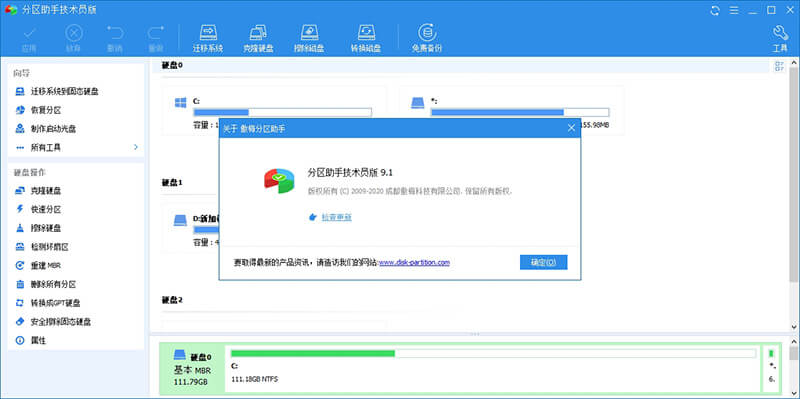 分区助手技术员版
应用
放弃
撤销
重做
迁移系统
克隆硬盘
擦除磁盘
转换磁盘
免费备份
工具
向导
迁移系统到固态硬盘
恢复分区
制作启动光盘
所有工具
硬盘操作
克隆硬盘
快速分区
擦除硬盘
检测坏扇区
重建 MBR
删除所有分区
转换成GPT硬盘
安全擦除固态硬盘
属性
硬盘0
C:
容量：1
*:
155.98MB
硬盘1
D:新加
容量：4
硬盘2
关于 傲梅分区助手
分区助手技术员版 9.1
版权所有 (C) 2009-2020 成都傲梅科技有限公司. 保留所有版权.
检查更新
要取得最新的产品资讯，请造访我们的网站:www.disk-partition.com
确定(O)
硬盘0
基本 MBR
111.79GB
C:
111.18GB NTFS
*:
6.